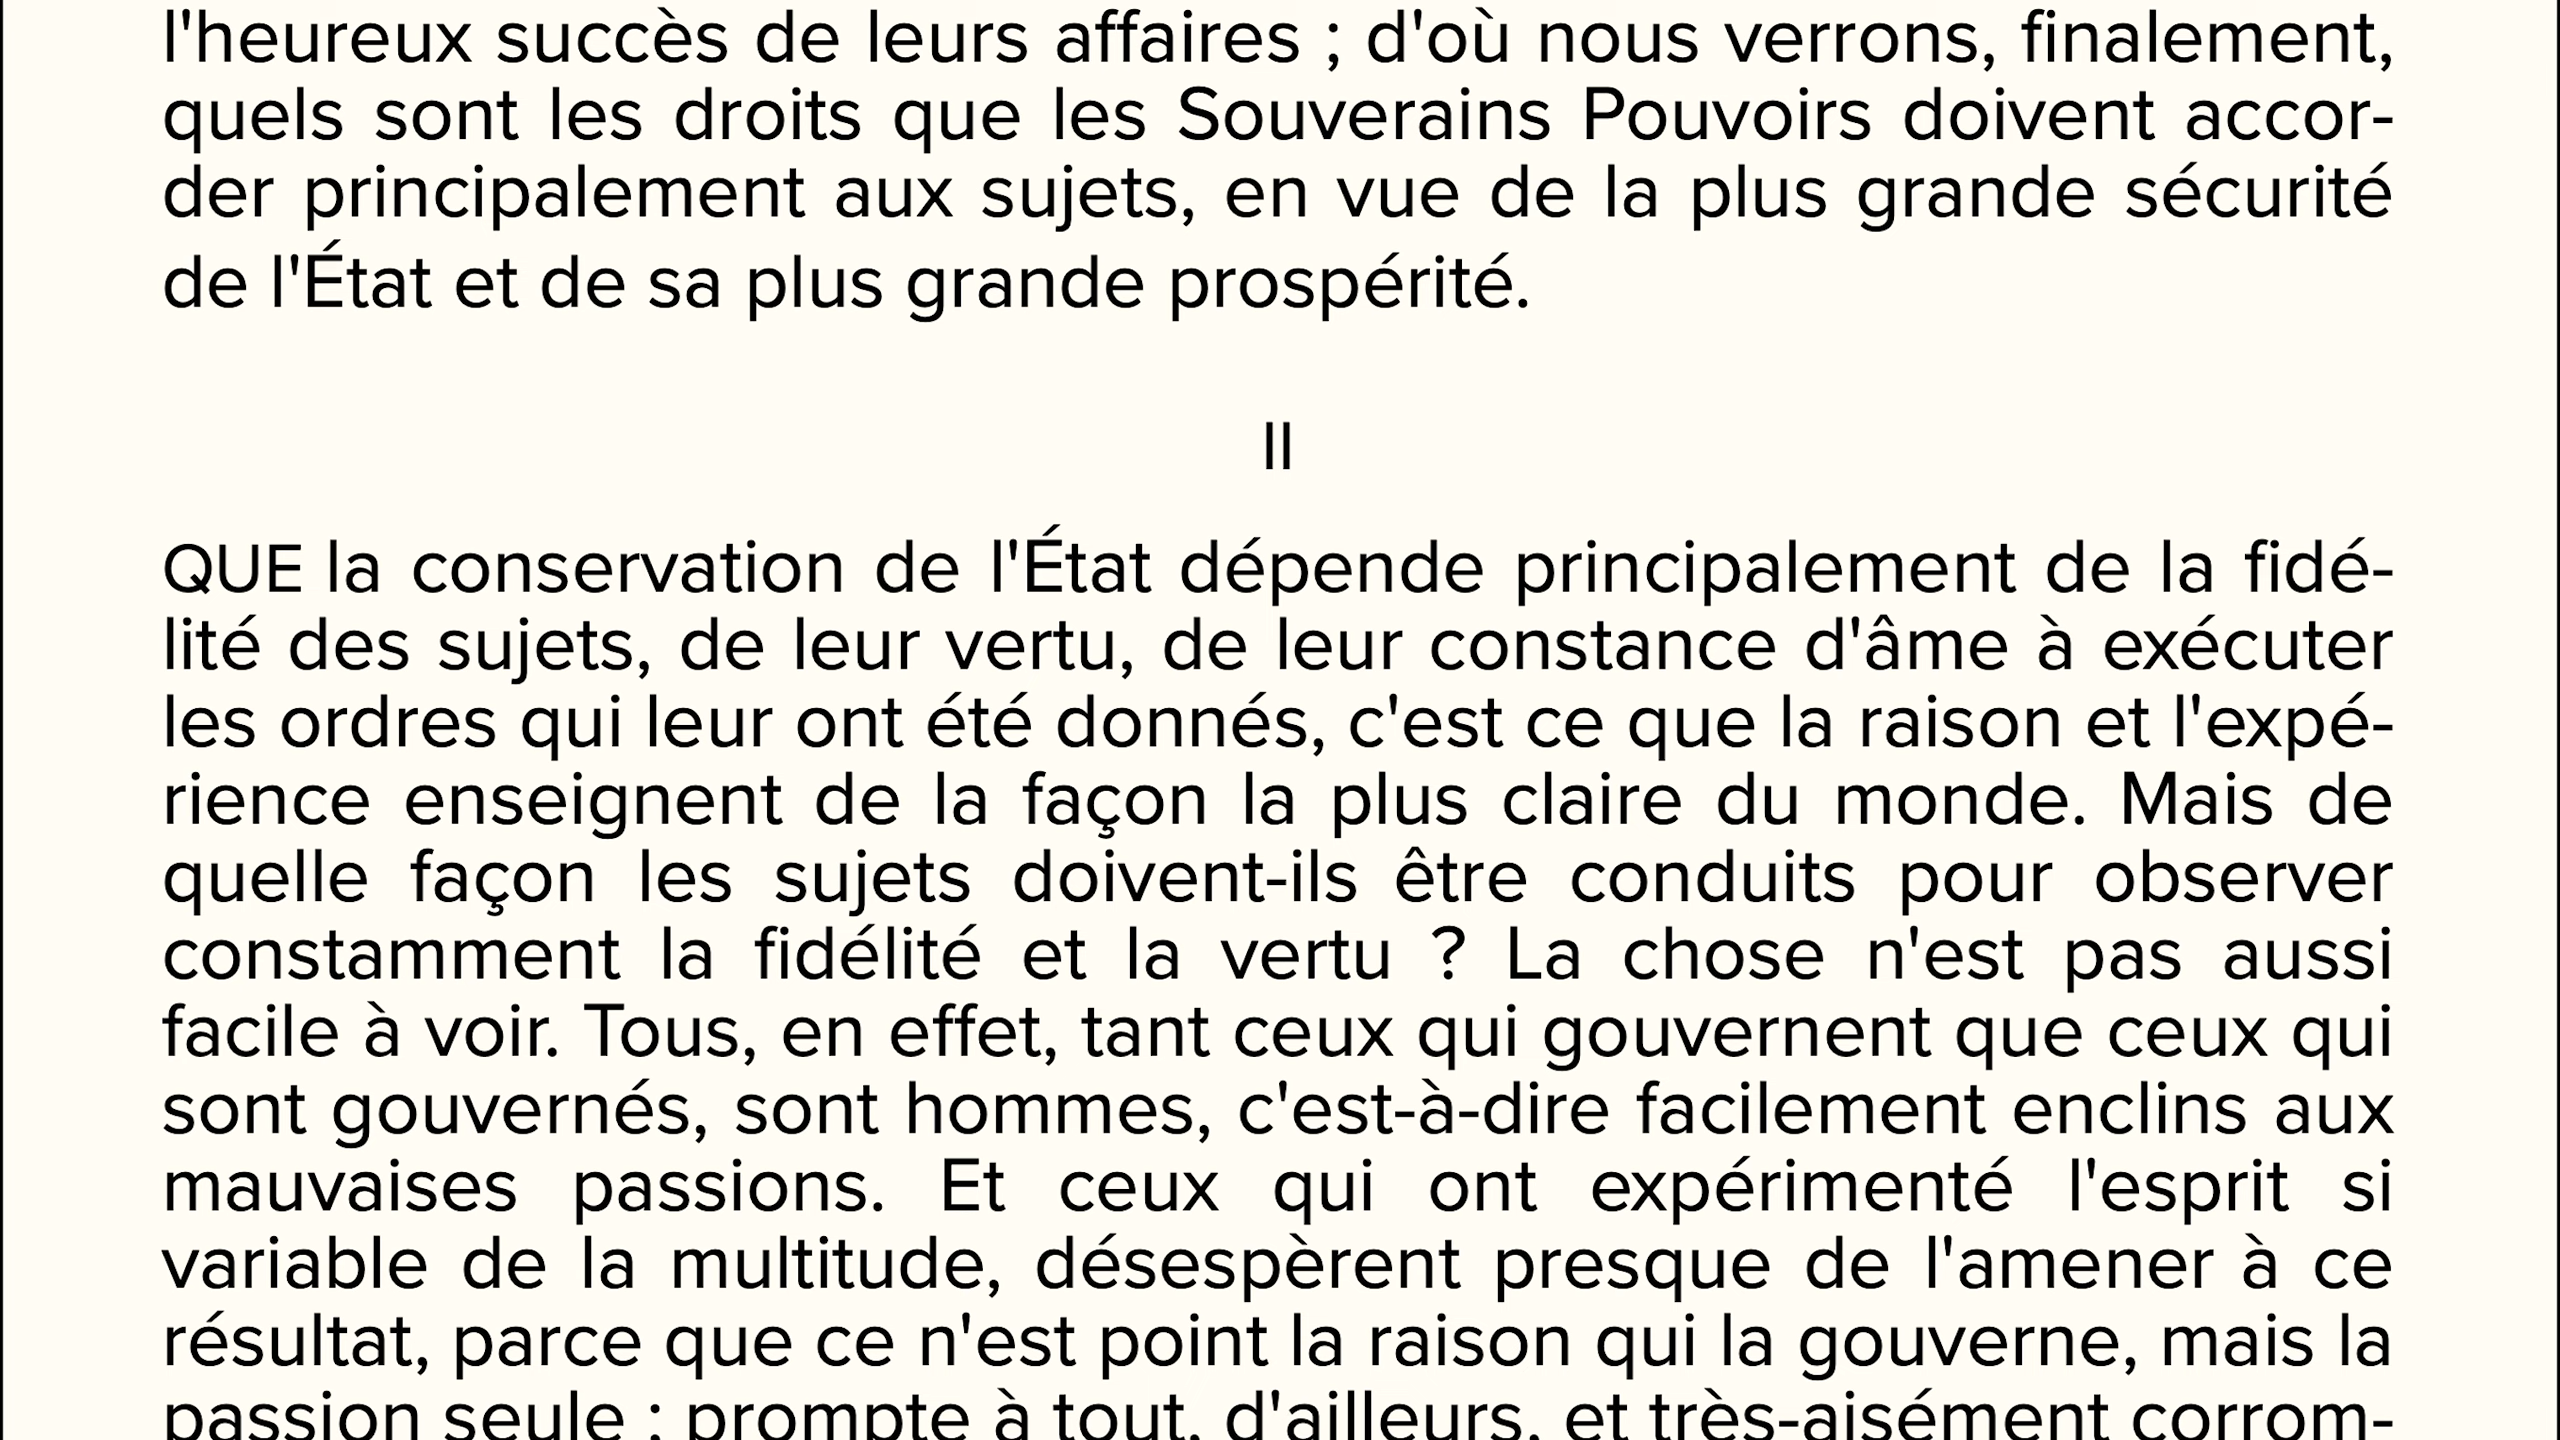 l'heureux succès de leurs affaires ; d'où nous verrons, finalement,
quels sont les droits que les Souverains Pouvoirs doivent accor-
der principalement aux sujets, en vue de la plus grande sécurité
de l'État et de sa plus grande prospérité.
II
QUE la conservation de l'État dépende principalement de la fidé-
lité des sujets, de leur vertu, de leur constance d'âme à exécuter
les ordres qui leur ont été donnés, c'est ce que la raison et l'expé-
rience enseignent de la façon la plus claire du monde. Mais de
quelle façon les sujets doivent-ils être conduits pour observer
constamment la fidélité et la vertu ? La chose n'est pas aussi
facile à voir. Tous, en effet, tant ceux qui gouvernent que ceux qui
sont gouvernés, sont hommes, c'est-à-dire facilement enclins aux
mauvaises passions. Et ceux qui ont expérimenté l'esprit si
variable de la multitude, désespèrent presque de l'amener à ce
résultat, parce que ce n'est point la raison qui la gouverne, mais la
passion seule ; prompte à tout, d'ailleurs, et très-aisément corrom-